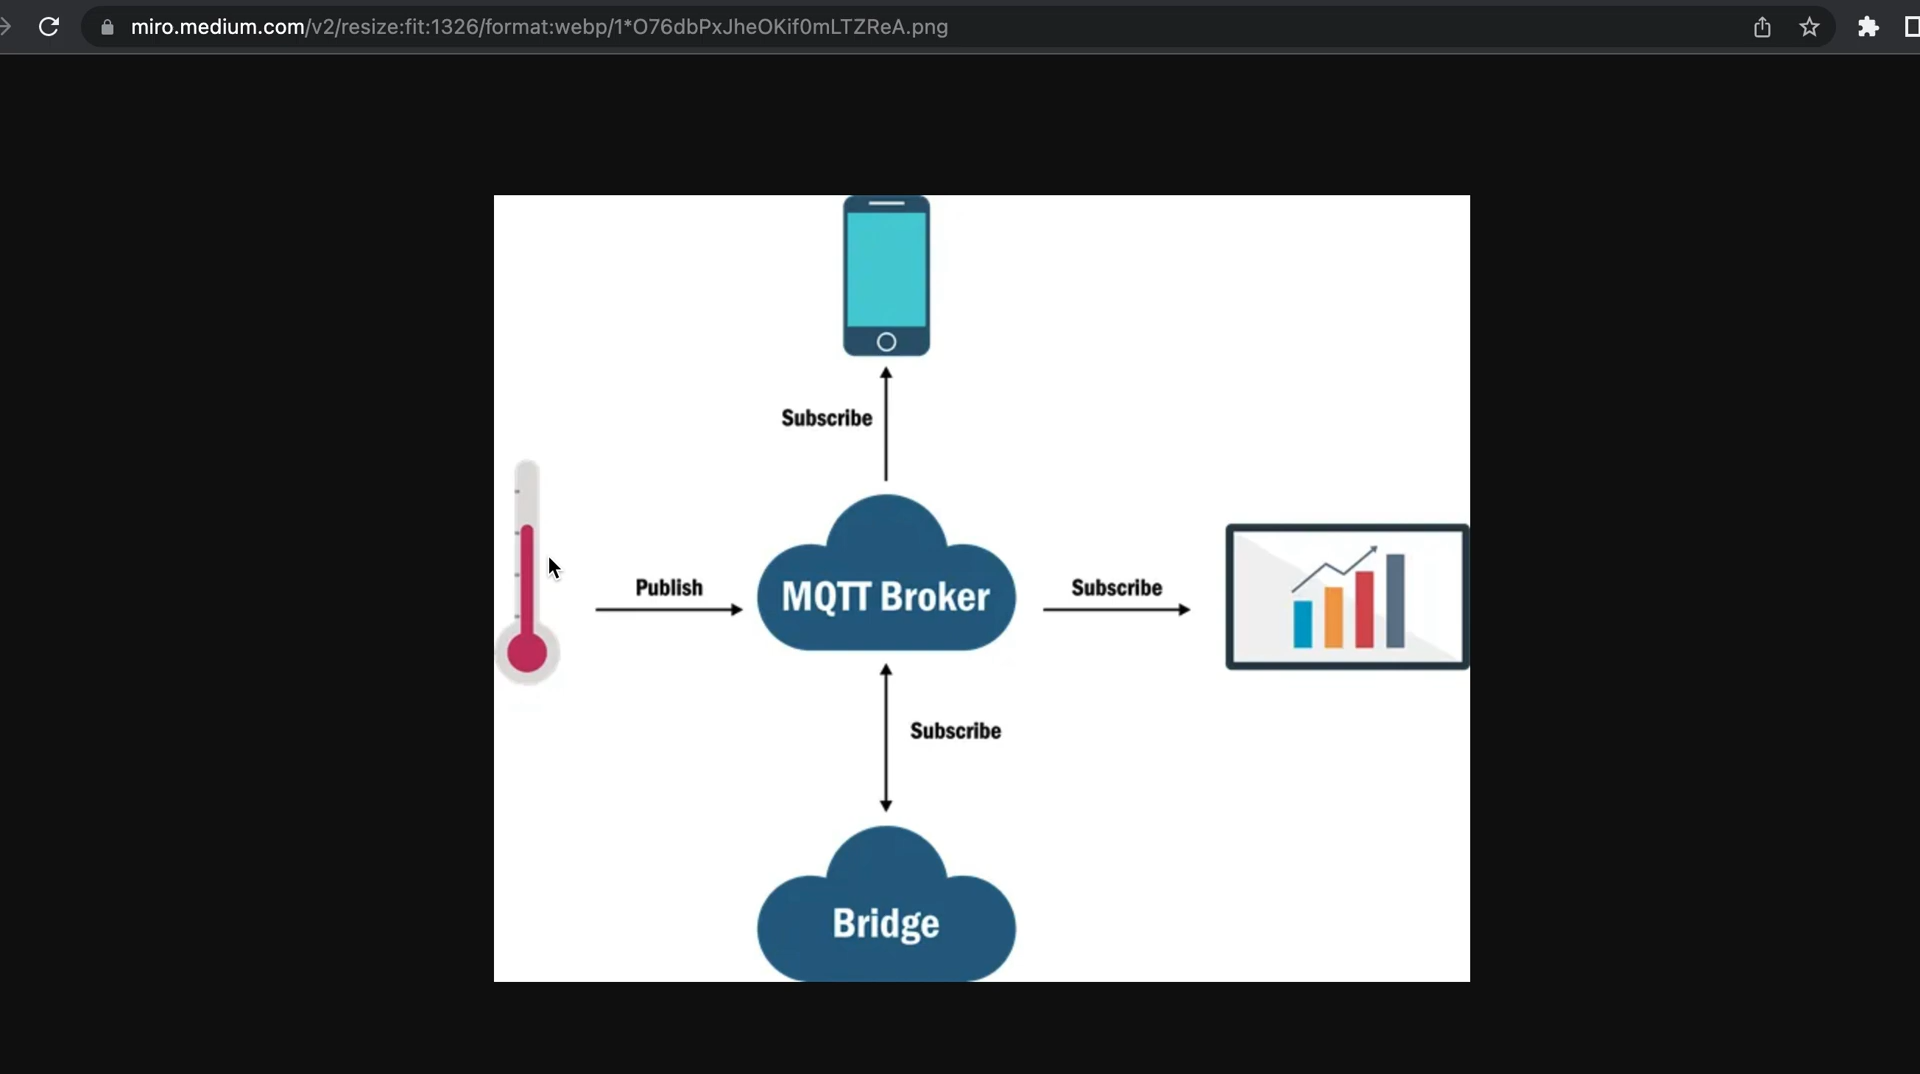 miro.medium.com/v2/resize:fit:1326/format:webp/1*O76dbPxJheOKif0mLTZReA.png
Subscribe
Publish
MQTT Broker
Subscribe
Subscribe
Bridge